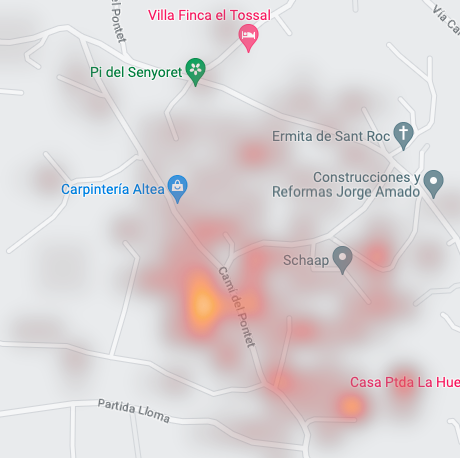 Villa Finca el Tossal
del Pontet
Via Ca
Pi del Senyoret
Ermita de Sant Roc
Construcciones y
Reformas Jorge Amado
Carpintería Altea
Schaap
Camí del Pontet
Casa Ptda La Hue
Partida Lloma